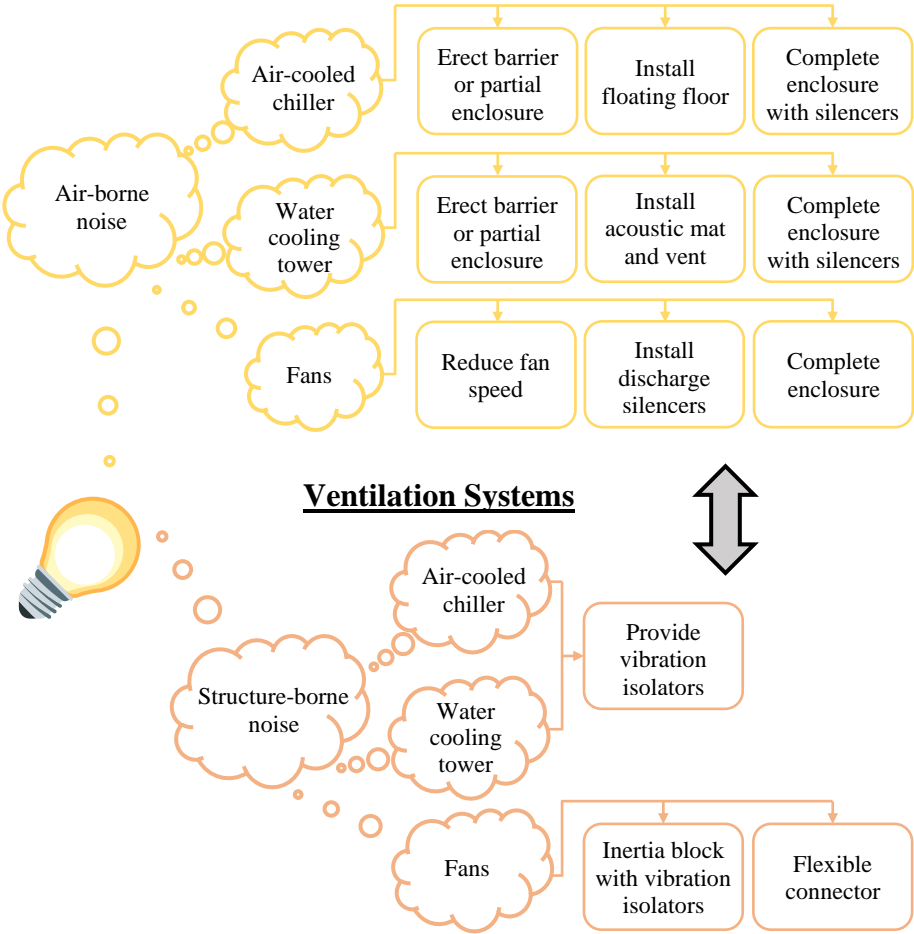 Air-cooled
chiller
Erect barrier
or partial
enclosure
Install
floating floor
Complete
enclosure
with silencers
Air-borne
noise
Water
cooling
tower
Erect barrier
or partial
enclosure
Install
acoustic mat
and vent
Complete
enclosure
with silencers
Fans
Reduce fan
speed
Install
discharge
silencers
Complete
enclosure
Ventilation Systems
Air-cooled
chiller
Provide
vibration
isolators
Structure-borne
noise
Water
cooling
tower
Fans
Inertia block
with vibration
isolators
Flexible
connector